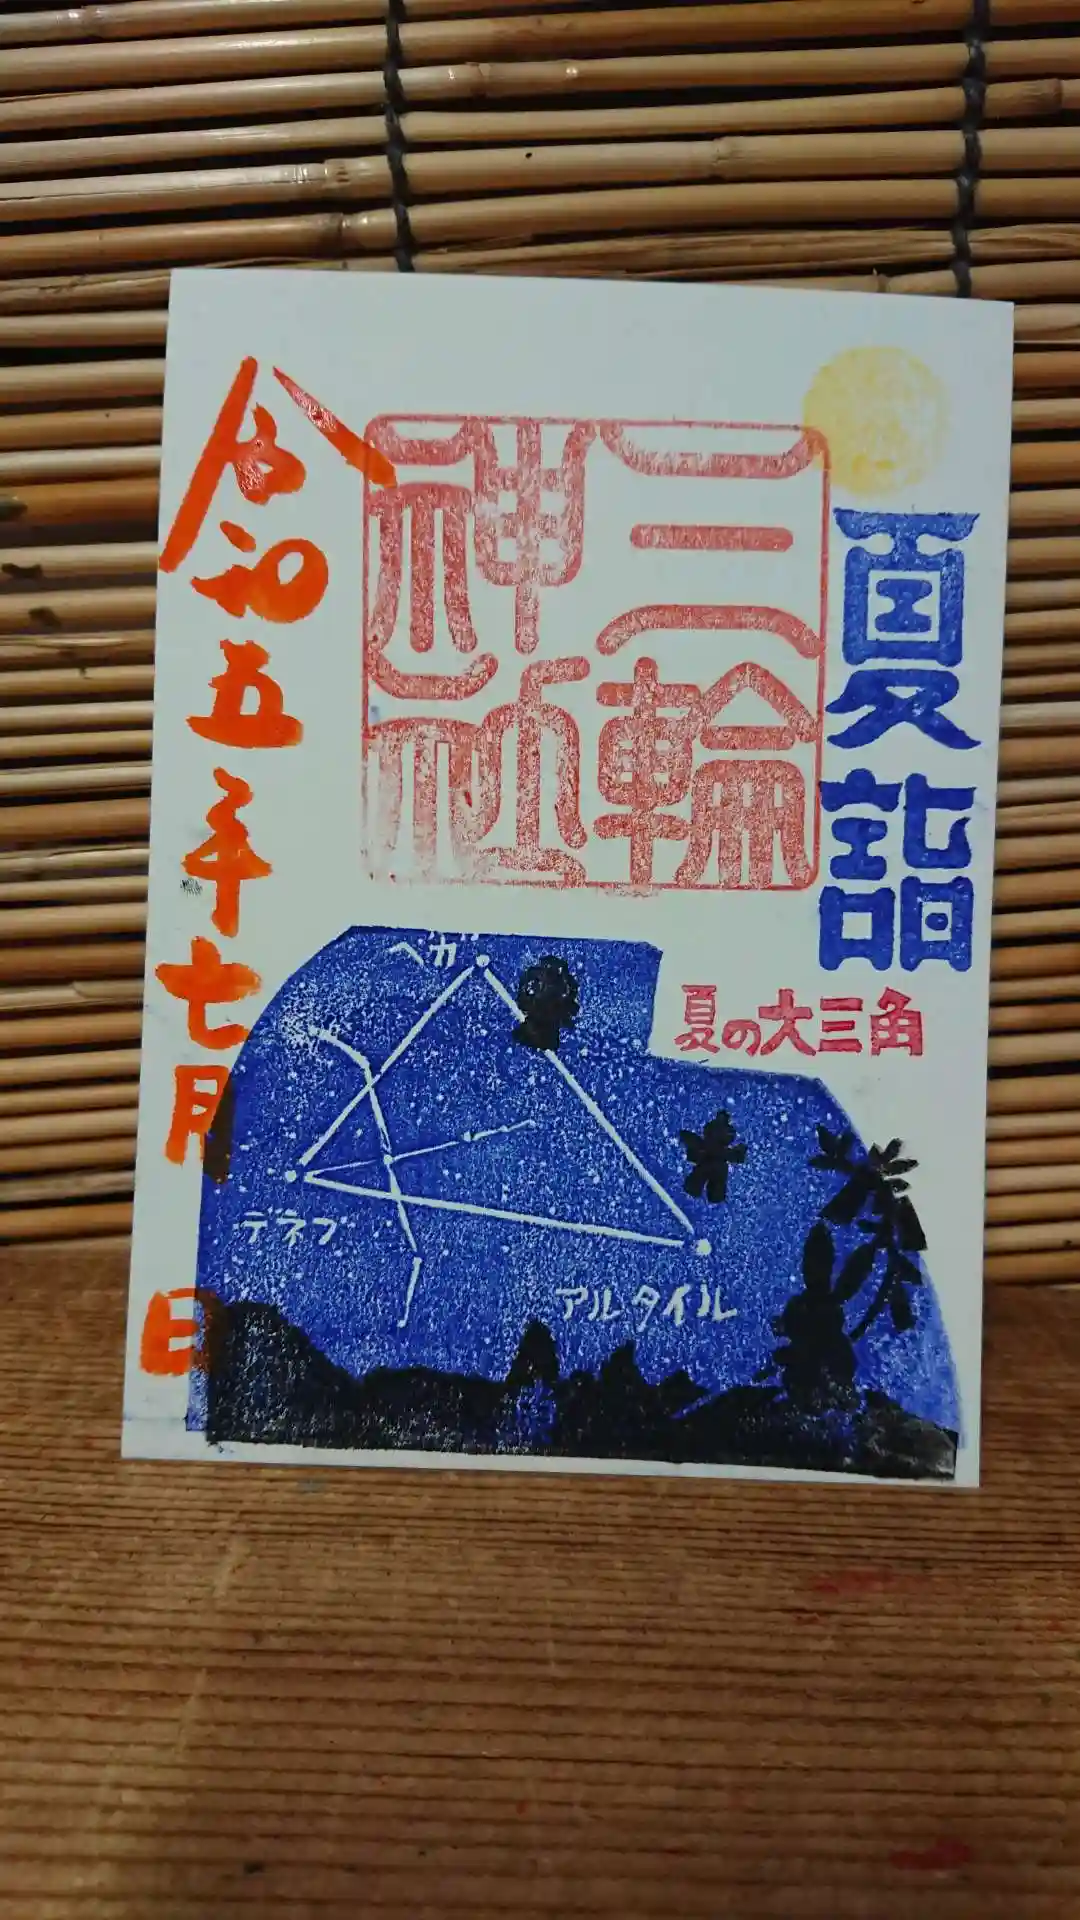 夏詣
三輪
神社
令和五年七月 日
夏の大三角
ベガ
デネブ
アルタイル